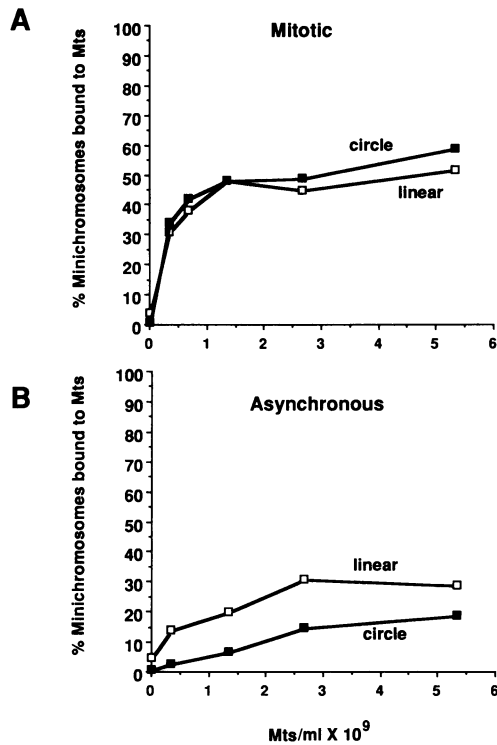 A
Mitotic
% Minichromosomes bound to Mts
100
90
80
70
60
50
40
30
20
10
0
circle
linear
0 1 2 3 4 5 6
B
Asynchronous
% Minichromosomes bound to Mts
100
90
80
70
60
50
40
30
20
10
0
linear
circle
0 1 2 3 4 5 6
Mts/ml X 10⁹